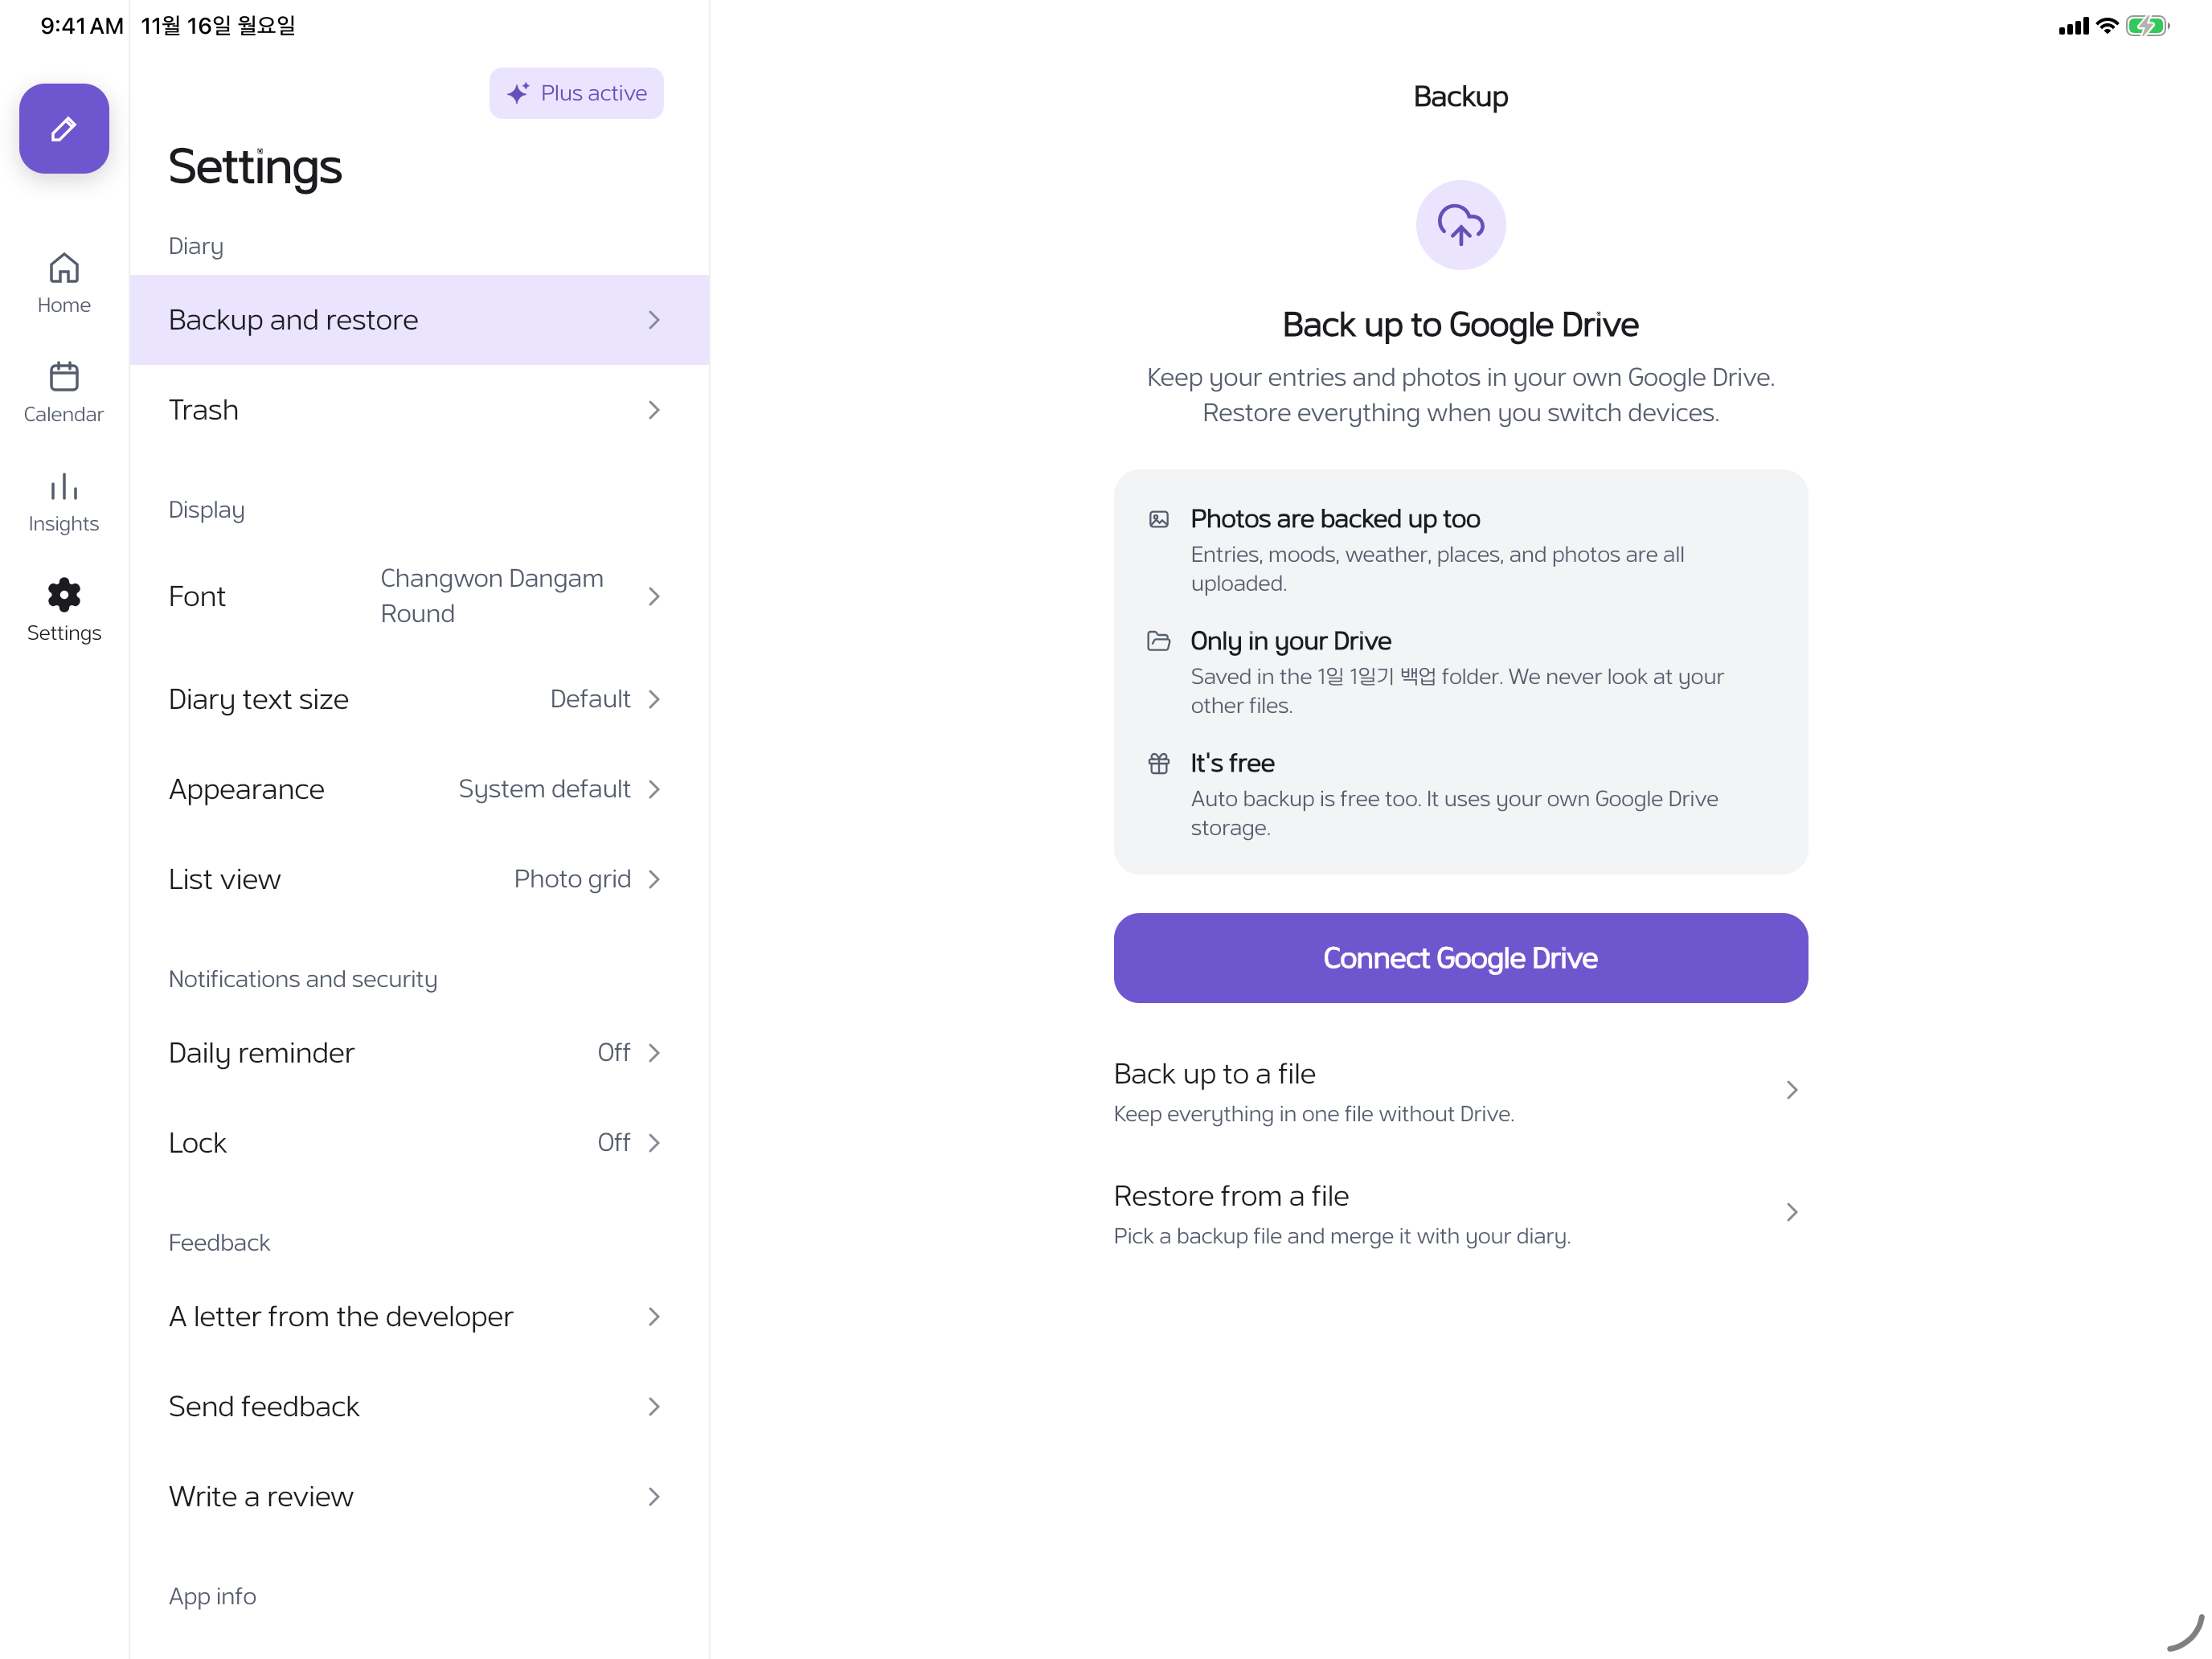 9:41 AM 11월 16일 월요일
Plus active
Settings
Diary
Backup and restore
Trash
Display
Font
Changwon Dangam
Round
Diary text size
Default
Appearance
System default
List view
Photo grid
Notifications and security
Daily reminder
Off
Lock
Off
Feedback
A letter from the developer
Send feedback
Write a review
App info
Home
Calendar
Insights
Settings
Backup
Back up to Google Drive
Keep your entries and photos in your own Google Drive.
Restore everything when you switch devices.
Photos are backed up too
Entries, moods, weather, places, and photos are all
uploaded.
Only in your Drive
Saved in the 1일 1일기 백업 folder. We never look at your
other files.
It's free
Auto backup is free too. It uses your own Google Drive
storage.
Connect Google Drive
Back up to a file
Keep everything in one file without Drive.
Restore from a file
Pick a backup file and merge it with your diary.